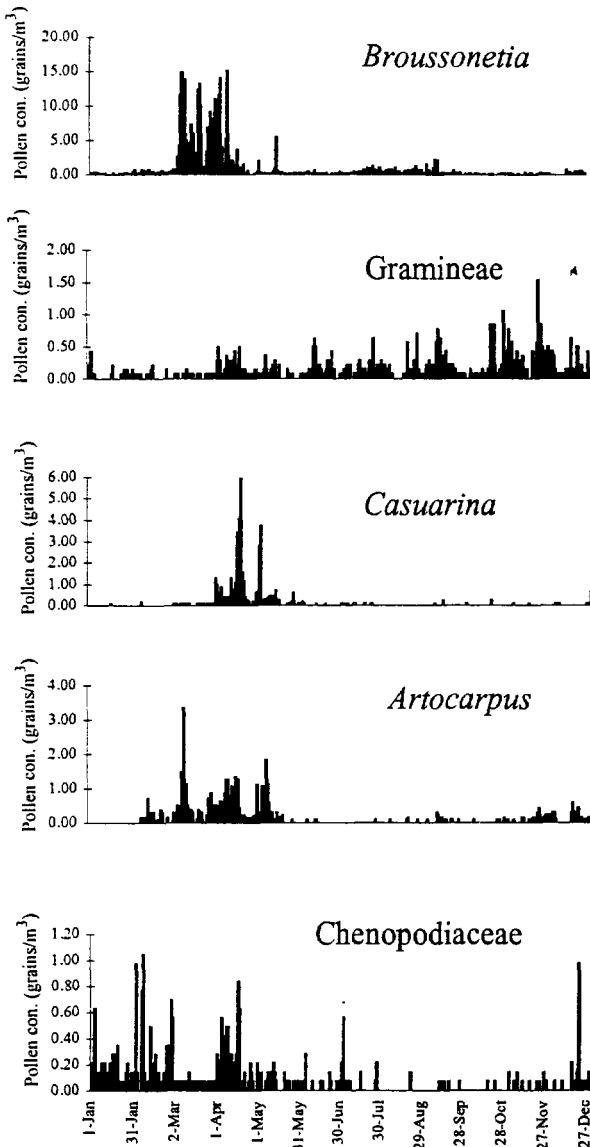 Broussonetia
Pollen con. (grains/m³)
20.00
15.00
10.00
5.00
0.00
Gramineae
Pollen con. (grains/m³)
2.00
1.50
1.00
0.50
0.00
Casuarina
Pollen con. (grains/m³)
6.00
5.00
4.00
3.00
2.00
1.00
0.00
Artocarpus
Pollen con. (grains/m³)
4.00
3.00
2.00
1.00
0.00
Chenopodiaceae
Pollen con. (grains/m³)
1.20
1.00
0.80
0.60
0.40
0.20
0.00
1-Jan
31-Jan
2-Mar
1-Apr
1-May
31-May
30-Jun
30-Jul
29-Aug
28-Sep
28-Oct
27-Nov
27-Dec